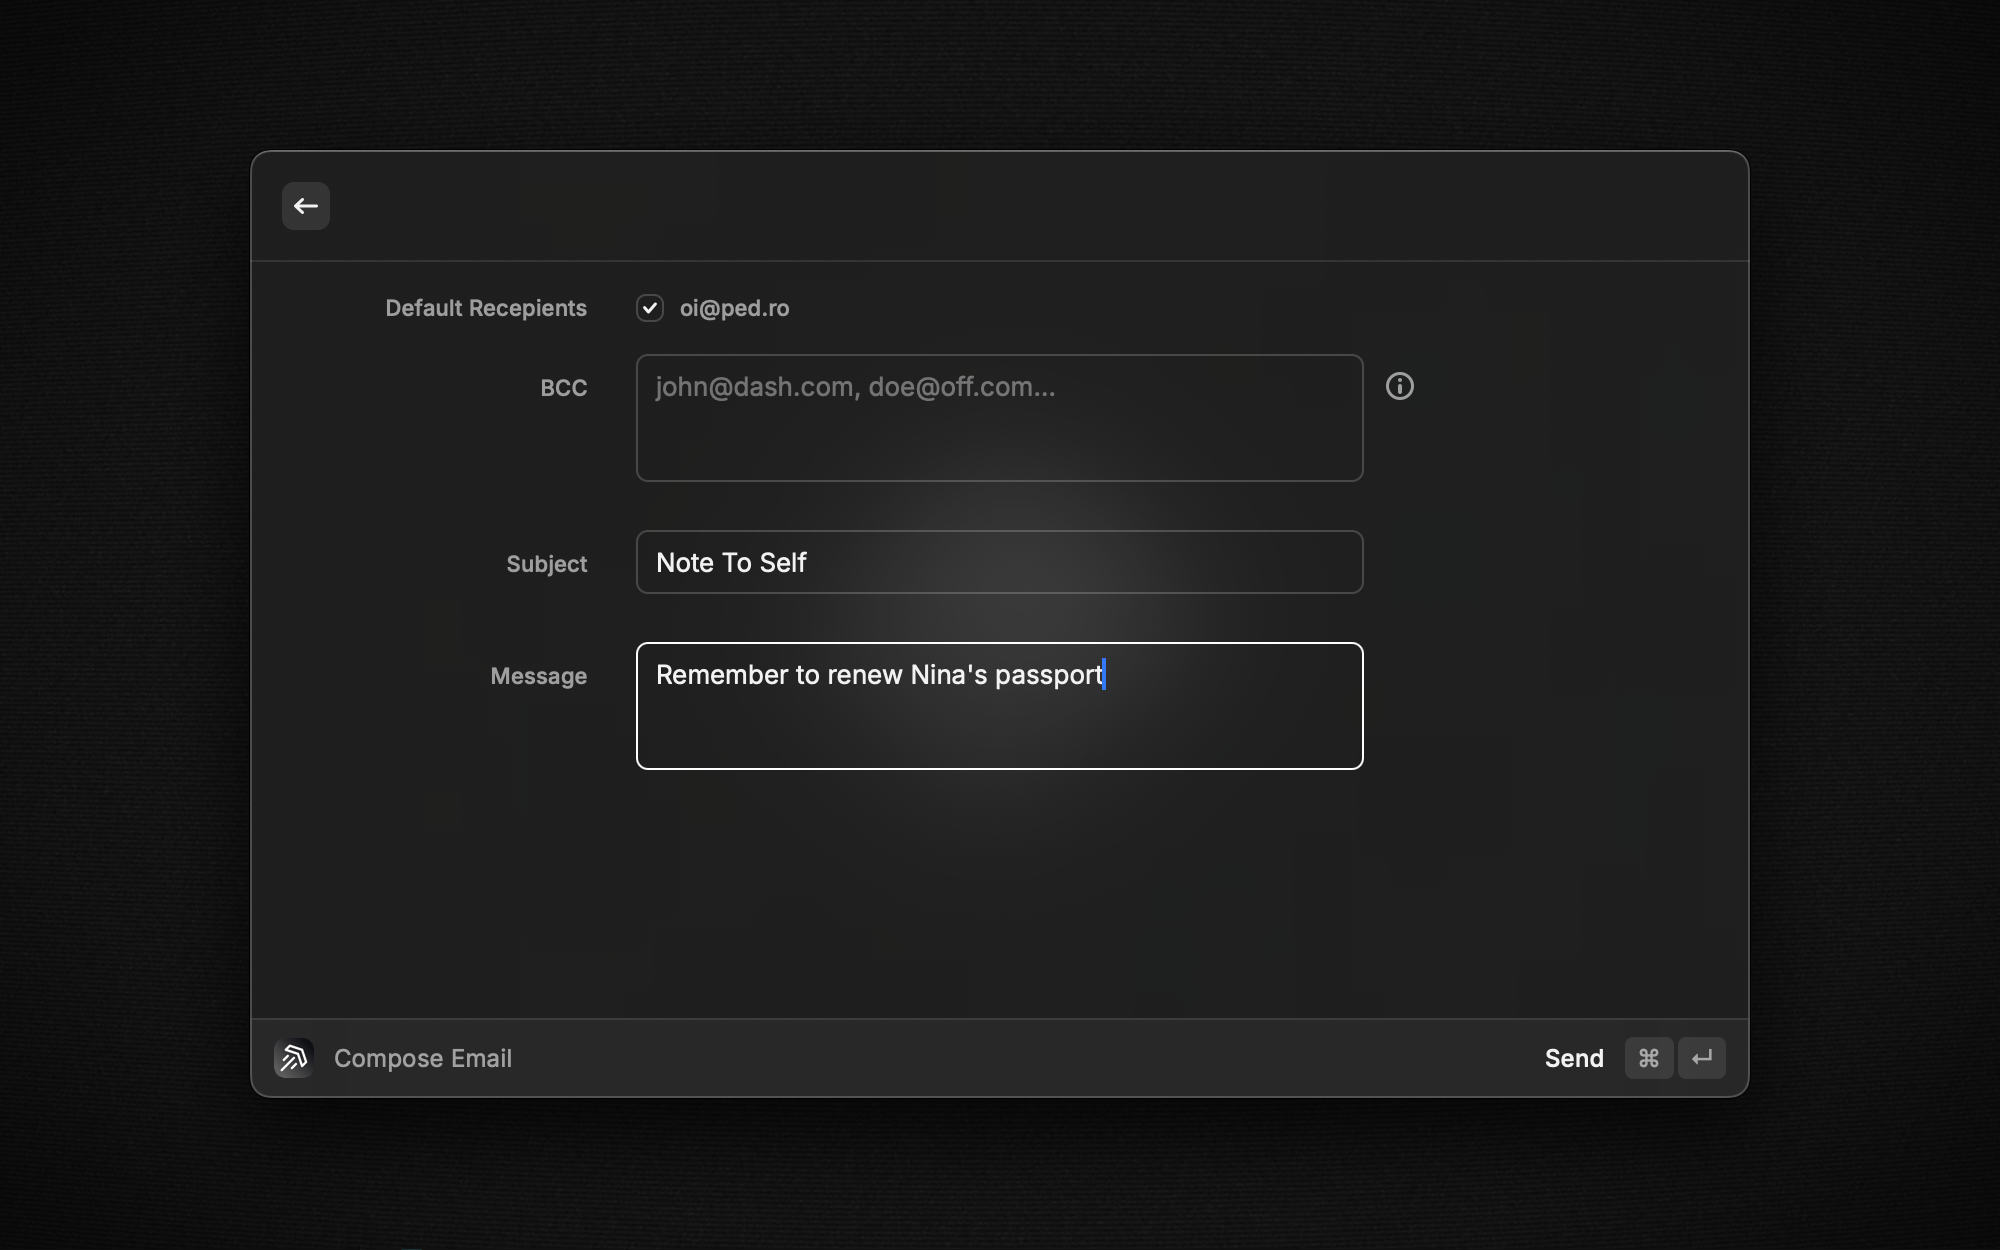 Default Recepients
oi@ped.ro
BCC
john@dash.com, doe@off.com...
Subject
Note To Self
Message
Remember to renew Nina's passport
Compose Email
Send ⌘ ↵